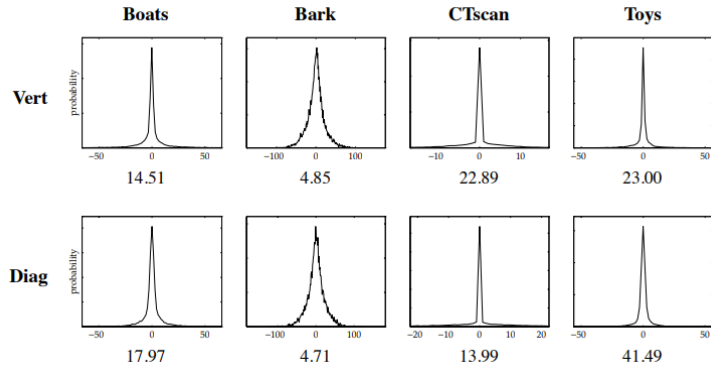 Boats Bark CTscan Toys
Vert
probability
−50 0 50 −100 0 100 −10 0 10 −50 0 50
14.51 4.85 22.89 23.00
Diag
probability
−50 0 50 −100 0 100 −20 −10 0 10 20 −50 0 50
17.97 4.71 13.99 41.49